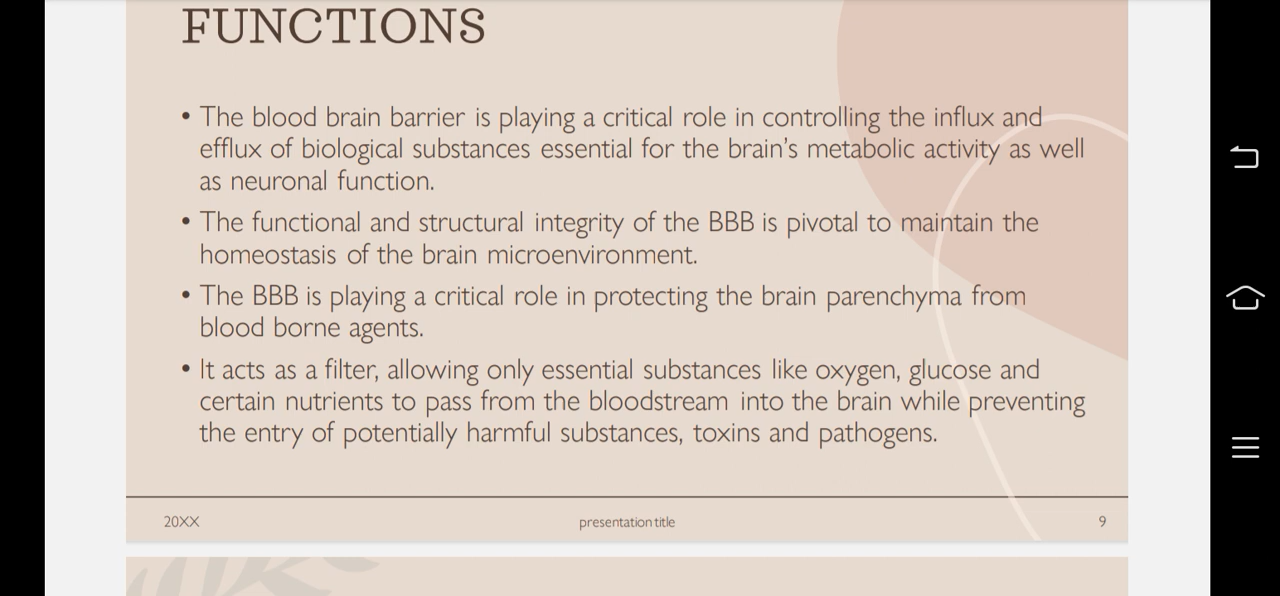 FUNCTIONS
• The blood brain barrier is playing a critical role in controlling the influx and
efflux of biological substances essential for the brain’s metabolic activity as well
as neuronal function.
• The functional and structural integrity of the BBB is pivotal to maintain the
homeostasis of the brain microenvironment.
• The BBB is playing a critical role in protecting the brain parenchyma from
blood borne agents.
• It acts as a filter, allowing only essential substances like oxygen, glucose and
certain nutrients to pass from the bloodstream into the brain while preventing
the entry of potentially harmful substances, toxins and pathogens.
20XX
presentation title
9